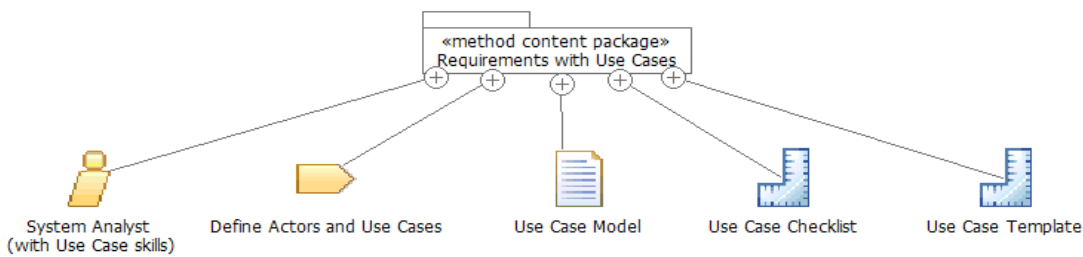 «method content package»
Requirements with Use Cases
System Analyst
(with Use Case skills)
Define Actors and Use Cases
Use Case Model
Use Case Checklist
Use Case Template